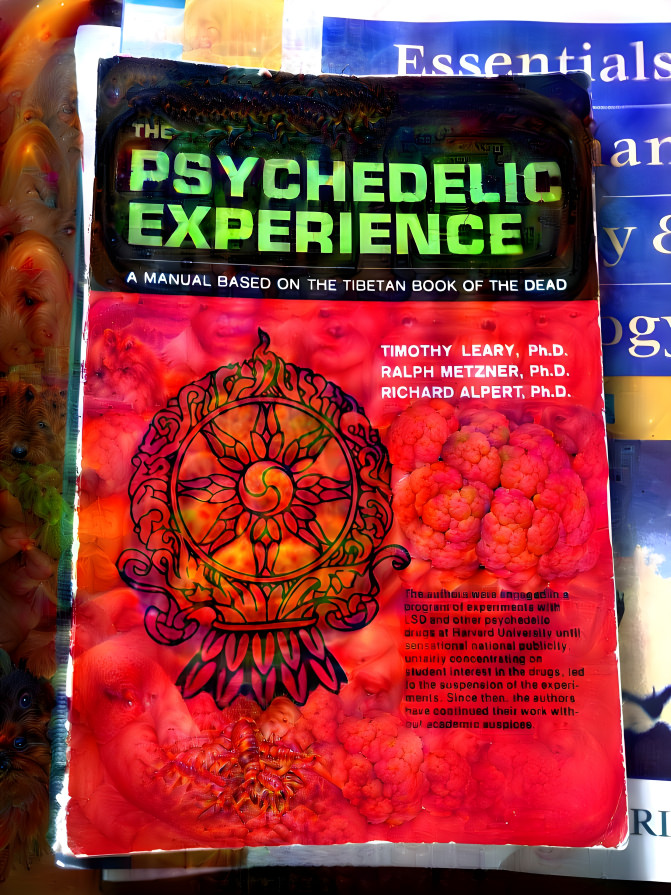 THE
PSYCHEDELIC
EXPERIENCE
A MANUAL BASED ON THE TIBETAN BOOK OF THE DEAD
TIMOTHY LEARY, Ph.D.
RALPH METZNER, Ph.D.
RICHARD ALPERT, Ph.D.
The authors were engaged in a
program of experiments with
LSD and other psychedelic
drugs at Harvard University until
sensational national publicity,
unfairly concentrating on
student interest in the drugs, led
to the suspension of the experi-
ments. Since then, the authors
have continued their work with-
out academic auspices.
Essentials
y &
ogy
RI